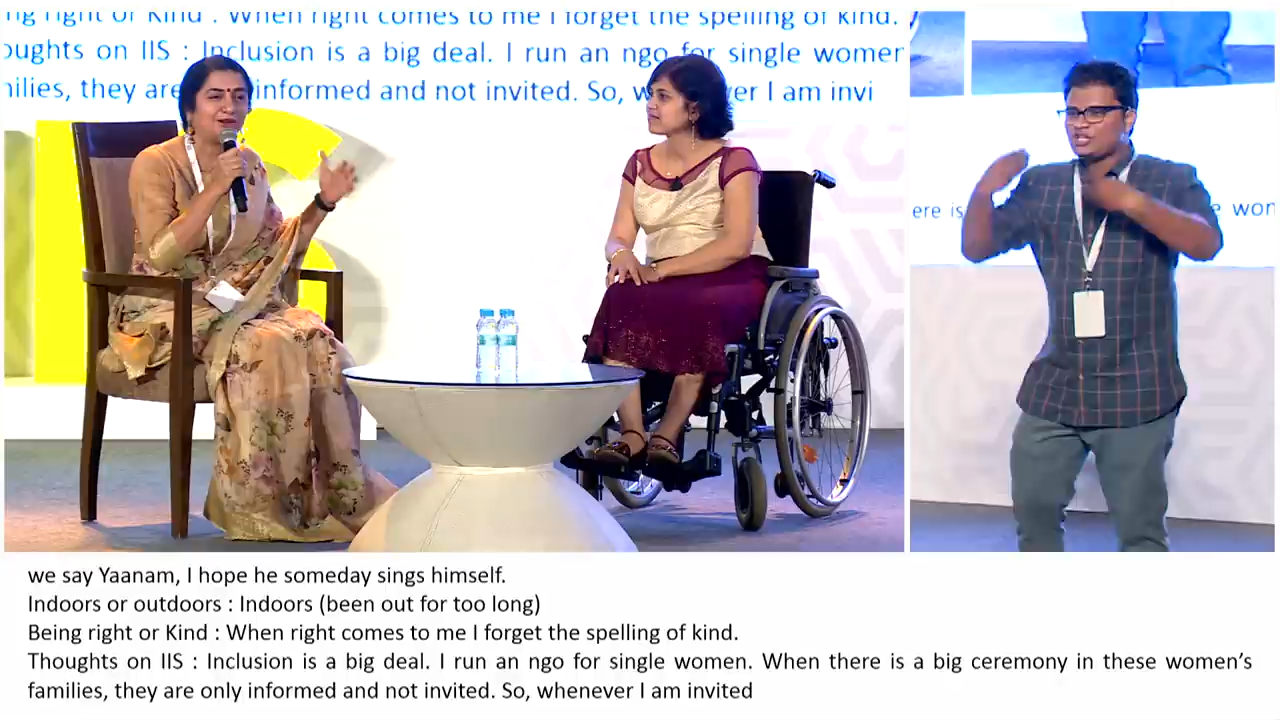 ng right or Kind : When right comes to me I forget the spelling of kind.
oughts on IIS : Inclusion is a big deal. I run an ngo for single women
nilies, they are informed and not invited. So, w ver I am invi
ere is e won
we say Yaanam, I hope he someday sings himself.
Indoors or outdoors : Indoors (been out for too long)
Being right or Kind : When right comes to me I forget the spelling of kind.
Thoughts on IIS : Inclusion is a big deal. I run an ngo for single women. When there is a big ceremony in these women's
families, they are only informed and not invited. So, whenever I am invited